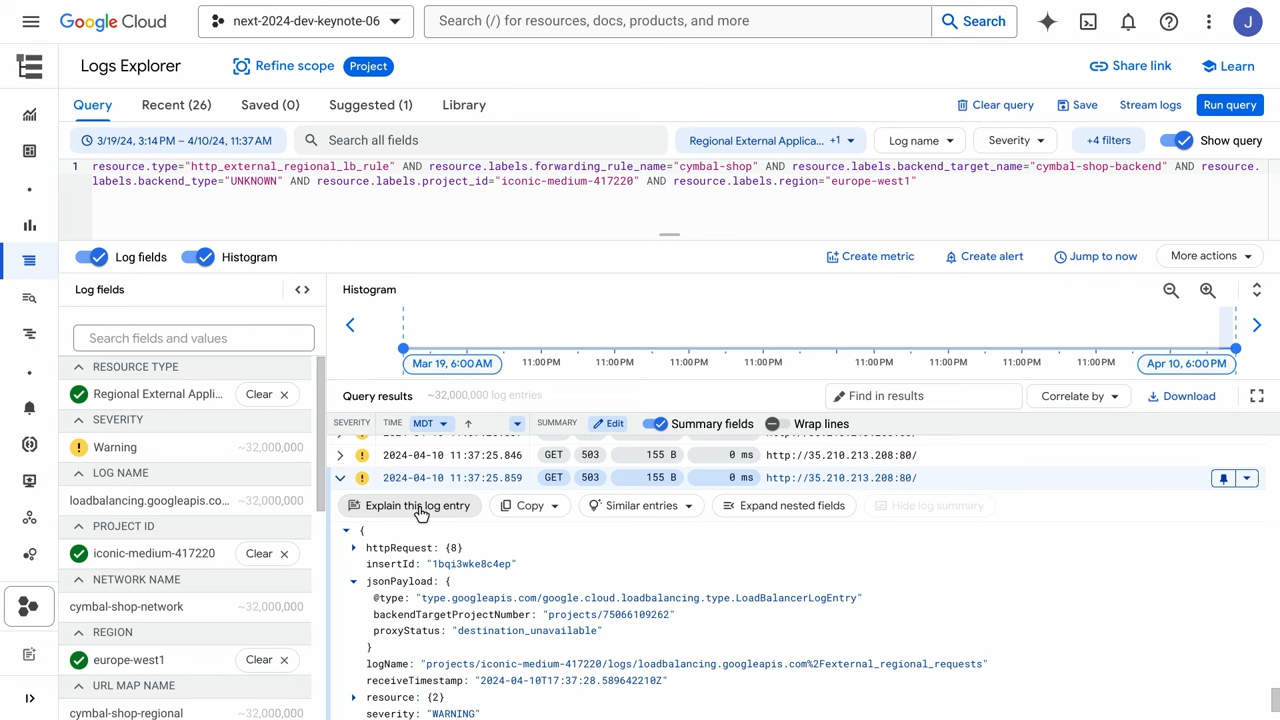 Google Cloud
next-2024-dev-keynote-06
Search (/) for resources, docs, products, and more
Search
J
Logs Explorer
Refine scope
Project
Share link
Learn
Query
Recent (26)
Saved (0)
Suggested (1)
Library
Clear query
Save
Stream logs
Run query
3/19/24, 3:14 PM – 4/10/24, 11:37 AM
Search all fields
Regional External Applica... +1
Log name
Severity
+4 filters
Show query
1 resource.type="http_external_regional_lb_rule" AND resource.labels.forwarding_rule_name="cymbal-shop" AND resource.labels.backend_target_name="cymbal-shop-backend" AND resource.
labels.backend_type="UNKNOWN" AND resource.labels.project_id="iconic-medium-417220" AND resource.labels.region="europe-west1"
Log fields
Histogram
Create metric
Create alert
Jump to now
More actions
Log fields
Search fields and values
RESOURCE TYPE
Regional External Appli... Clear
SEVERITY
Warning ~32,000,000
LOG NAME
loadbalancing.googleapis.co... ~32,000,000
PROJECT ID
iconic-medium-417220 Clear
NETWORK NAME
cymbal-shop-network ~32,000,000
REGION
europe-west1 Clear
URL MAP NAME
cymbal-shop-regional ~32,000,000
Histogram
Mar 19, 6:00 AM 11:00 PM 11:00 PM 11:00 PM 11:00 PM 11:00 PM 11:00 PM 11:00 PM 11:00 PM Apr 10, 6:00 PM
Query results ~32,000,000 log entries
Find in results
Correlate by
Download
SEVERITY TIME MDT SUMMARY Edit Summary fields Wrap lines
2024-04-10 11:37:25.846 GET 503 155 B 0 ms http://35.210.213.208:80/
2024-04-10 11:37:25.859 GET 503 155 B 0 ms http://35.210.213.208:80/
Explain this log entry
Copy
Similar entries
Expand nested fields
Hide log summary
{
httpRequest: {8}
insertId: "1bqi3wke8c4ep"
jsonPayload: {
@type: "type.googleapis.com/google.cloud.loadbalancing.type.LoadBalancerLogEntry"
backendTargetProjectNumber: "projects/75066109262"
proxyStatus: "destination_unavailable"
}
logName: "projects/iconic-medium-417220/logs/loadbalancing.googleapis.com%2Fexternal_regional_requests"
receiveTimestamp: "2024-04-10T17:37:28.589642210Z"
resource: {2}
severity: "WARNING"